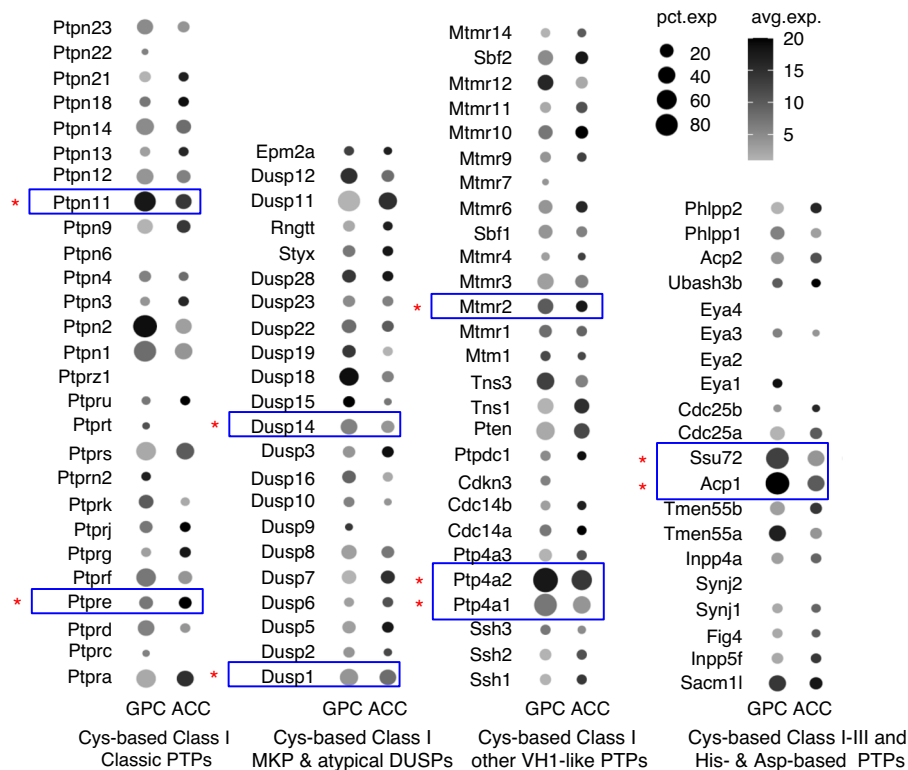 Ptpn23
Ptpn22
Ptpn21
Ptpn18
Ptpn14
Ptpn13
Ptpn12
* Ptpn11
Ptpn9
Ptpn6
Ptpn4
Ptpn3
Ptpn2
Ptpn1
Ptprz1
Ptpru
Ptprt
Ptprs
Ptprn2
Ptprk
Ptprj
Ptprg
Ptprf
* Ptpre
Ptprd
Ptprc
Ptpra
GPC ACC
Cys-based Class I
Classic PTPs
Epm2a
Dusp12
Dusp11
Rngtt
Styx
Dusp28
Dusp23
Dusp22
Dusp19
Dusp18
Dusp15
* Dusp14
Dusp3
Dusp16
Dusp10
Dusp9
Dusp8
Dusp7
Dusp6
Dusp5
Dusp2
* Dusp1
GPC ACC
Cys-based Class I
MKP & atypical DUSPs
Mtmr14
Sbf2
Mtmr12
Mtmr11
Mtmr10
Mtmr9
Mtmr7
Mtmr6
Sbf1
Mtmr4
Mtmr3
* Mtmr2
Mtmr1
Mtm1
Tns3
Tns1
Pten
Ptpdc1
Cdkn3
Cdc14b
Cdc14a
Ptp4a3
* Ptp4a2
* Ptp4a1
Ssh3
Ssh2
Ssh1
GPC ACC
Cys-based Class I
other VH1-like PTPs
pct.exp
20
40
60
80
avg.exp.
20
15
10
5
Phlpp2
Phlpp1
Acp2
Ubash3b
Eya4
Eya3
Eya2
Eya1
Cdc25b
Cdc25a
* Ssu72
* Acp1
Tmen55b
Tmen55a
Inpp4a
Synj2
Synj1
Fig4
Inpp5f
Sacm1l
GPC ACC
Cys-based Class I-III and
His- & Asp-based PTPs